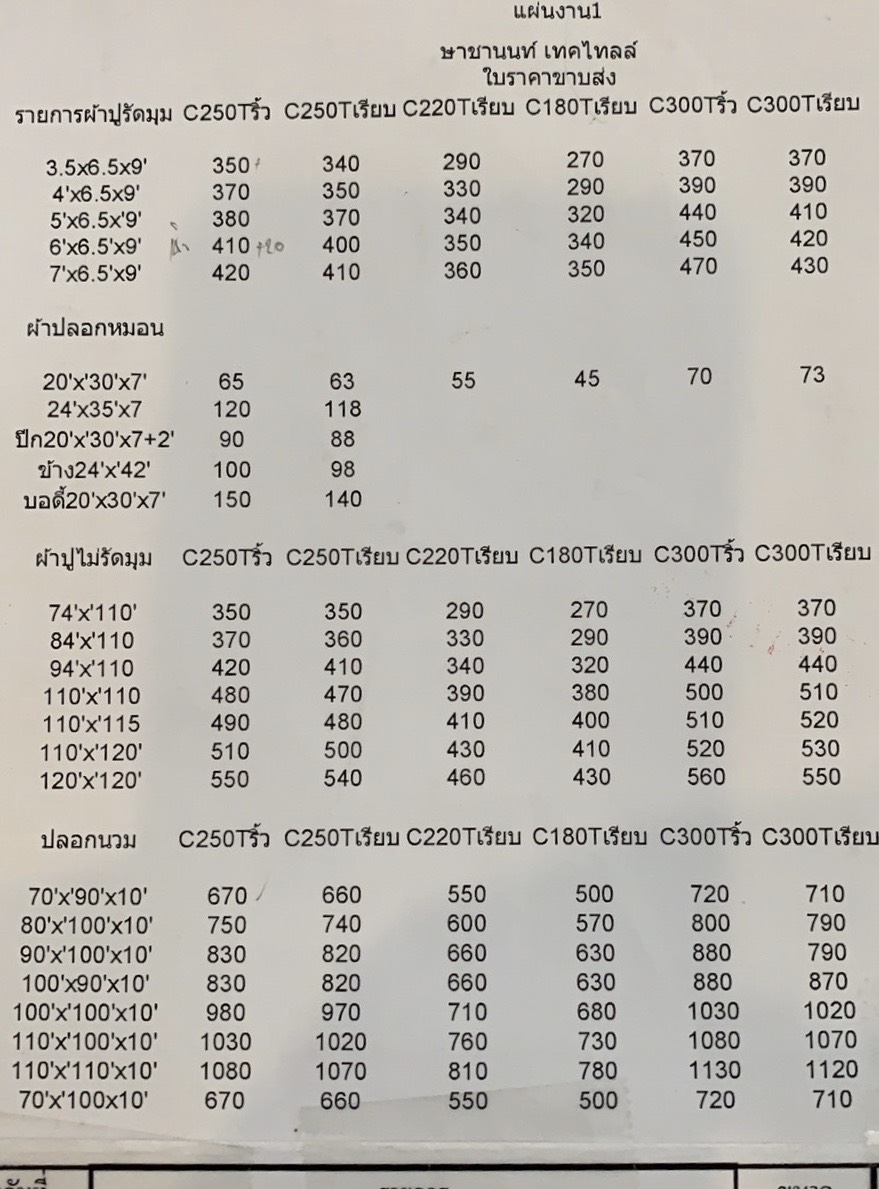 แผ่นงาน1
ษาชานนท์ เทคไทลล์
ใบราคาขาบส่ง
รายการผ้าปูรัดมุม C250Tริ้ว C250Tเรียบ C220Tเรียบ C180Tเรียบ C300Tริ้ว C300Tเรียบ
3.5x6.5x9' 350 340 290 270 370 370
4'x6.5x9' 370 350 330 290 390 390
5'x6.5x'9' 380 370 340 320 440 410
6'x6.5'x9' 410 +20 400 350 340 450 420
7'x6.5'x9' 420 410 360 350 470 430
ผ้าปลอกหมอน
20'x'30'x7' 65 63 55 45 70 73
24'x35'x7 120 118
ปีก20'x'30'x7+2' 90 88
ข้าง24'x'42' 100 98
บอดี้20'x30'x7' 150 140
ผ้าปูไม่รัดมุม C250Tริ้ว C250Tเรียบ C220Tเรียบ C180Tเรียบ C300Tริ้ว C300Tเรียบ
74'x'110' 350 350 290 270 370 370
84'x'110 370 360 330 290 390 390
94'x'110 420 410 340 320 440 440
110'x'110 480 470 390 380 500 510
110'x'115 490 480 410 400 510 520
110'x'120' 510 500 430 410 520 530
120'x'120' 550 540 460 430 560 550
ปลอกนวม C250Tริ้ว C250Tเรียบ C220Tเรียบ C180Tเรียบ C300Tริ้ว C300Tเรียบ
70'x'90'x10' 670 660 550 500 720 710
80'x'100'x10' 750 740 600 570 800 790
90'x'100'x10' 830 820 660 630 880 790
100'x90'x10' 830 820 660 630 880 870
100'x'100'x10' 980 970 710 680 1030 1020
110'x'100'x10' 1030 1020 760 730 1080 1070
110'x'110'x10' 1080 1070 810 780 1130 1120
70'x'100x10' 670 660 550 500 720 710